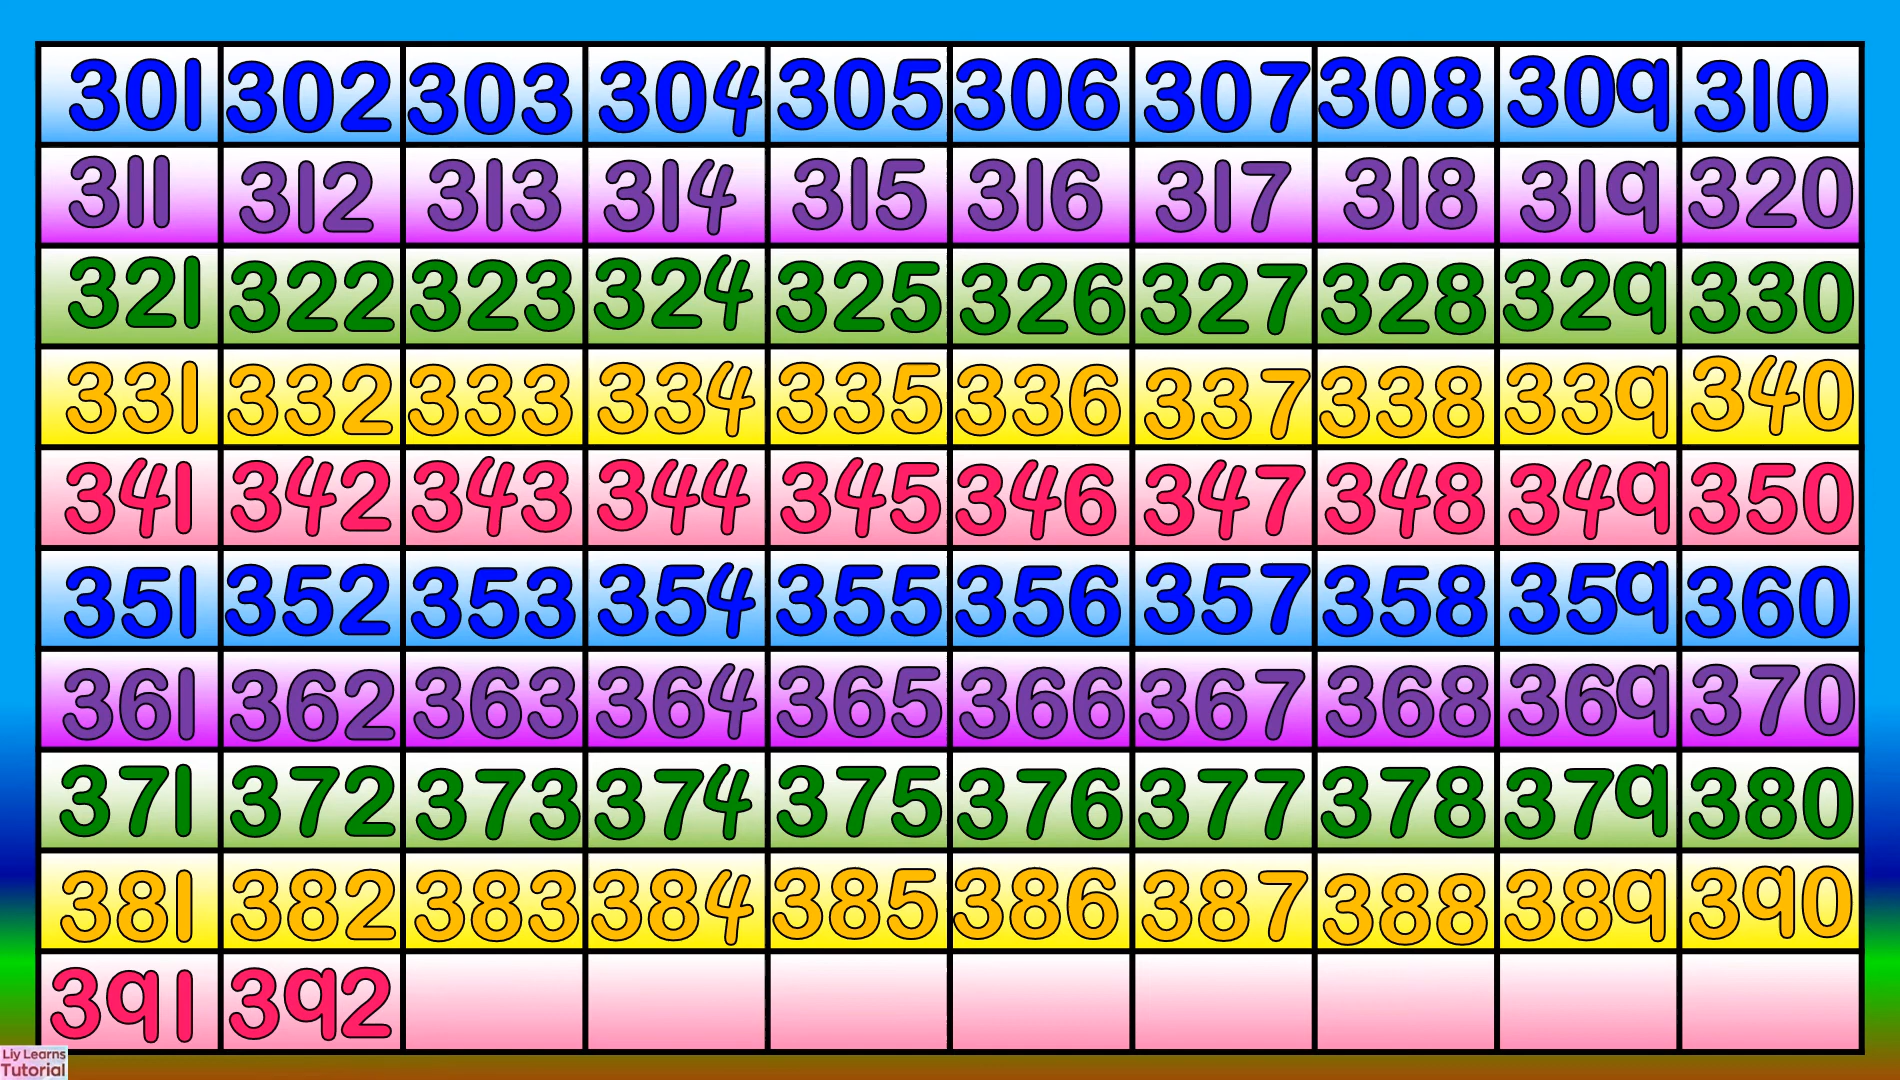 301 302 303 304 305 306 307 308 309 310
311 312 313 314 315 316 317 318 319 320
321 322 323 324 325 326 327 328 329 330
331 332 333 334 335 336 337 338 339 340
341 342 343 344 345 346 347 348 349 350
351 352 353 354 355 356 357 358 359 360
361 362 363 364 365 366 367 368 369 370
371 372 373 374 375 376 377 378 379 380
381 382 383 384 385 386 387 388 389 390
391 392
Liy Learns
Tutorial